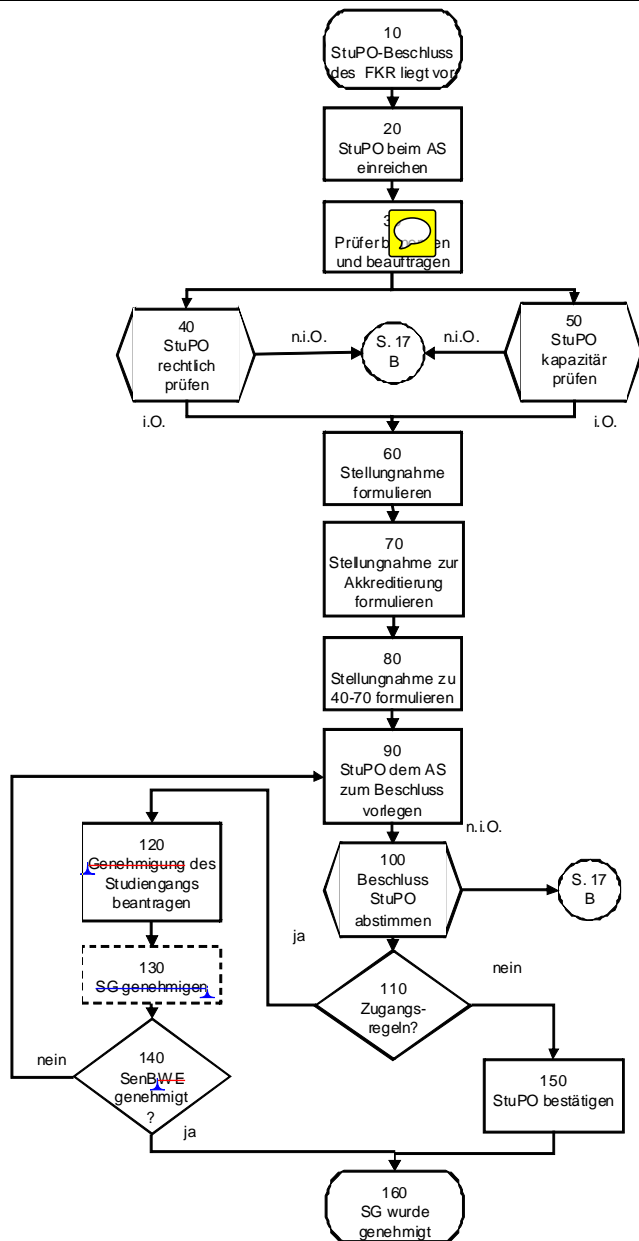 10
StuPO-Beschluss
des FKR liegt vor
20
StuPO beim AS
einreichen
und beauftragen
40
StuPO
rechtlich
prüfen
n.i.O.
S. 17
B
n.i.O.
50
StuPO
kapazitär
prüfen
i.O.
i.O.
60
Stellungnahme
formulieren
70
Stellungnahme zur
Akkreditierung
formulieren
80
Stellungnahme zu
40-70 formulieren
90
StuPO dem AS
zum Beschluss
vorlegen
n.i.O.
120
Genehmigung des
Studiengangs
beantragen
100
Beschluss
StuPO
abstimmen
S. 17
B
ja
130
SG genehmigen
nein
110
Zugangs-
regeln?
nein
140
SenBWE
genehmigt
?
150
StuPO bestätigen
ja
160
SG wurde
genehmigt